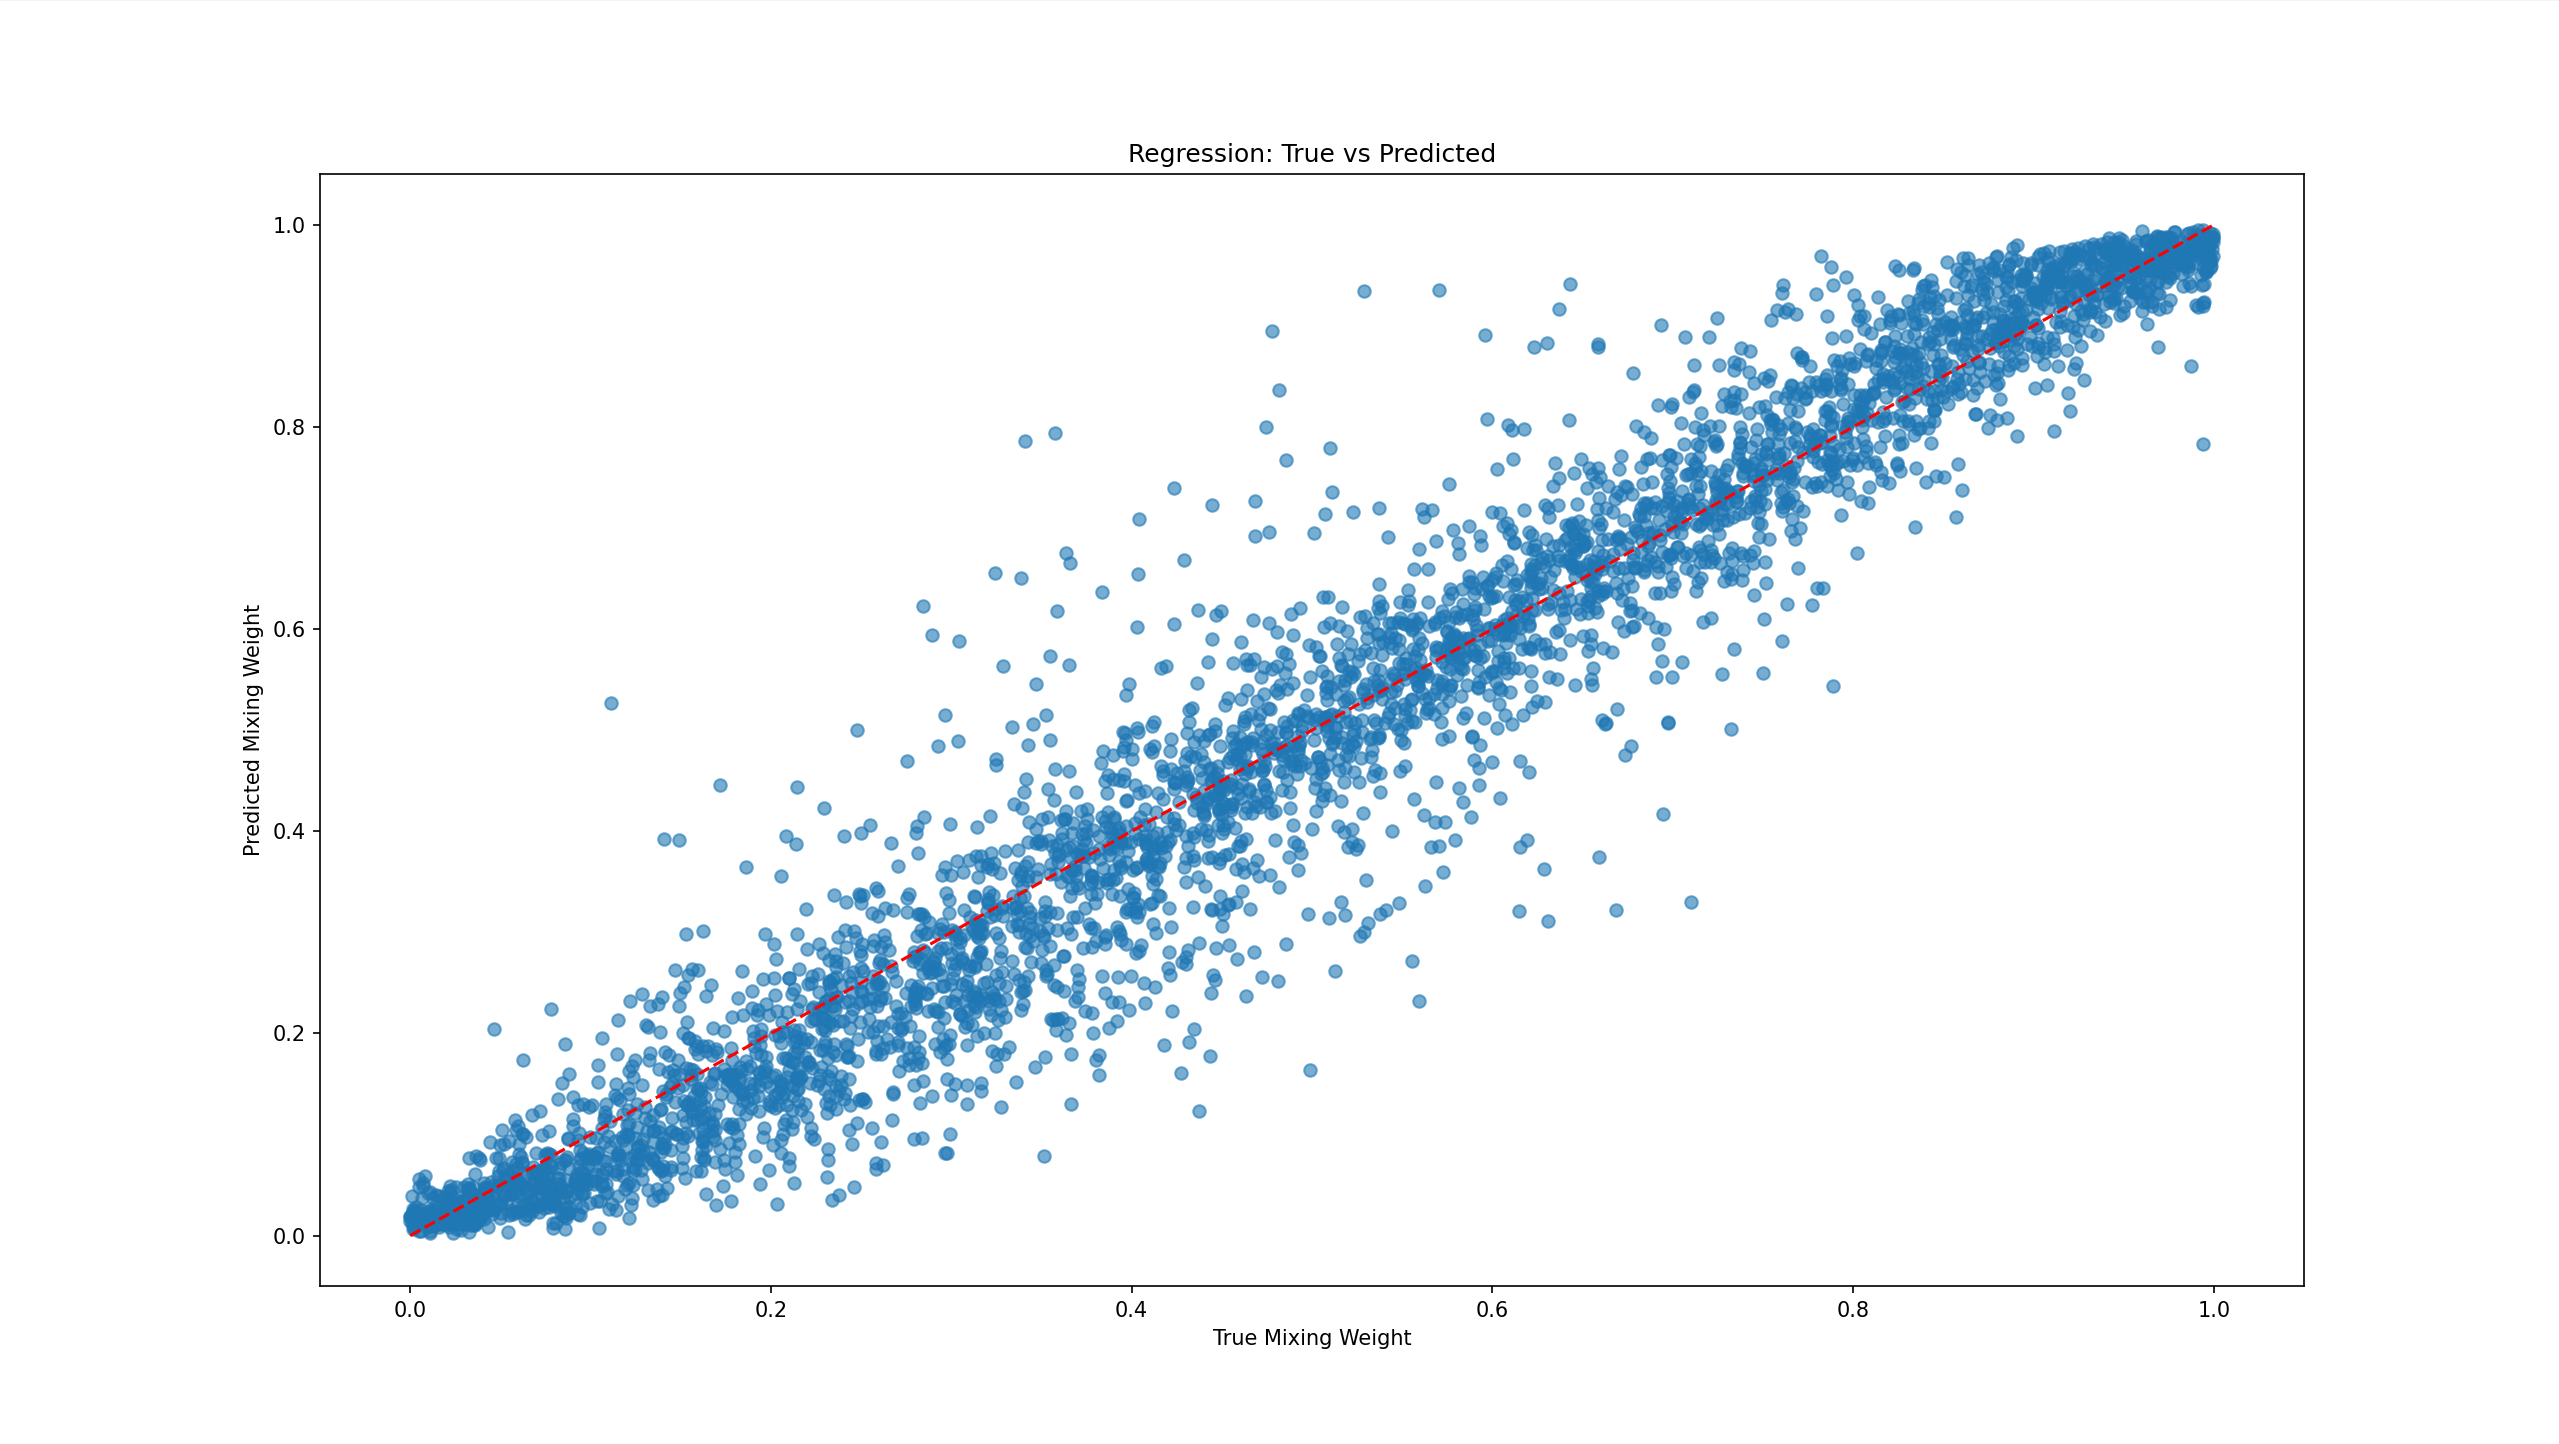 Regression: True vs Predicted
Predicted Mixing Weight
1.0
0.8
0.6
0.4
0.2
0.0
0.0 0.2 0.4 0.6 0.8 1.0
True Mixing Weight